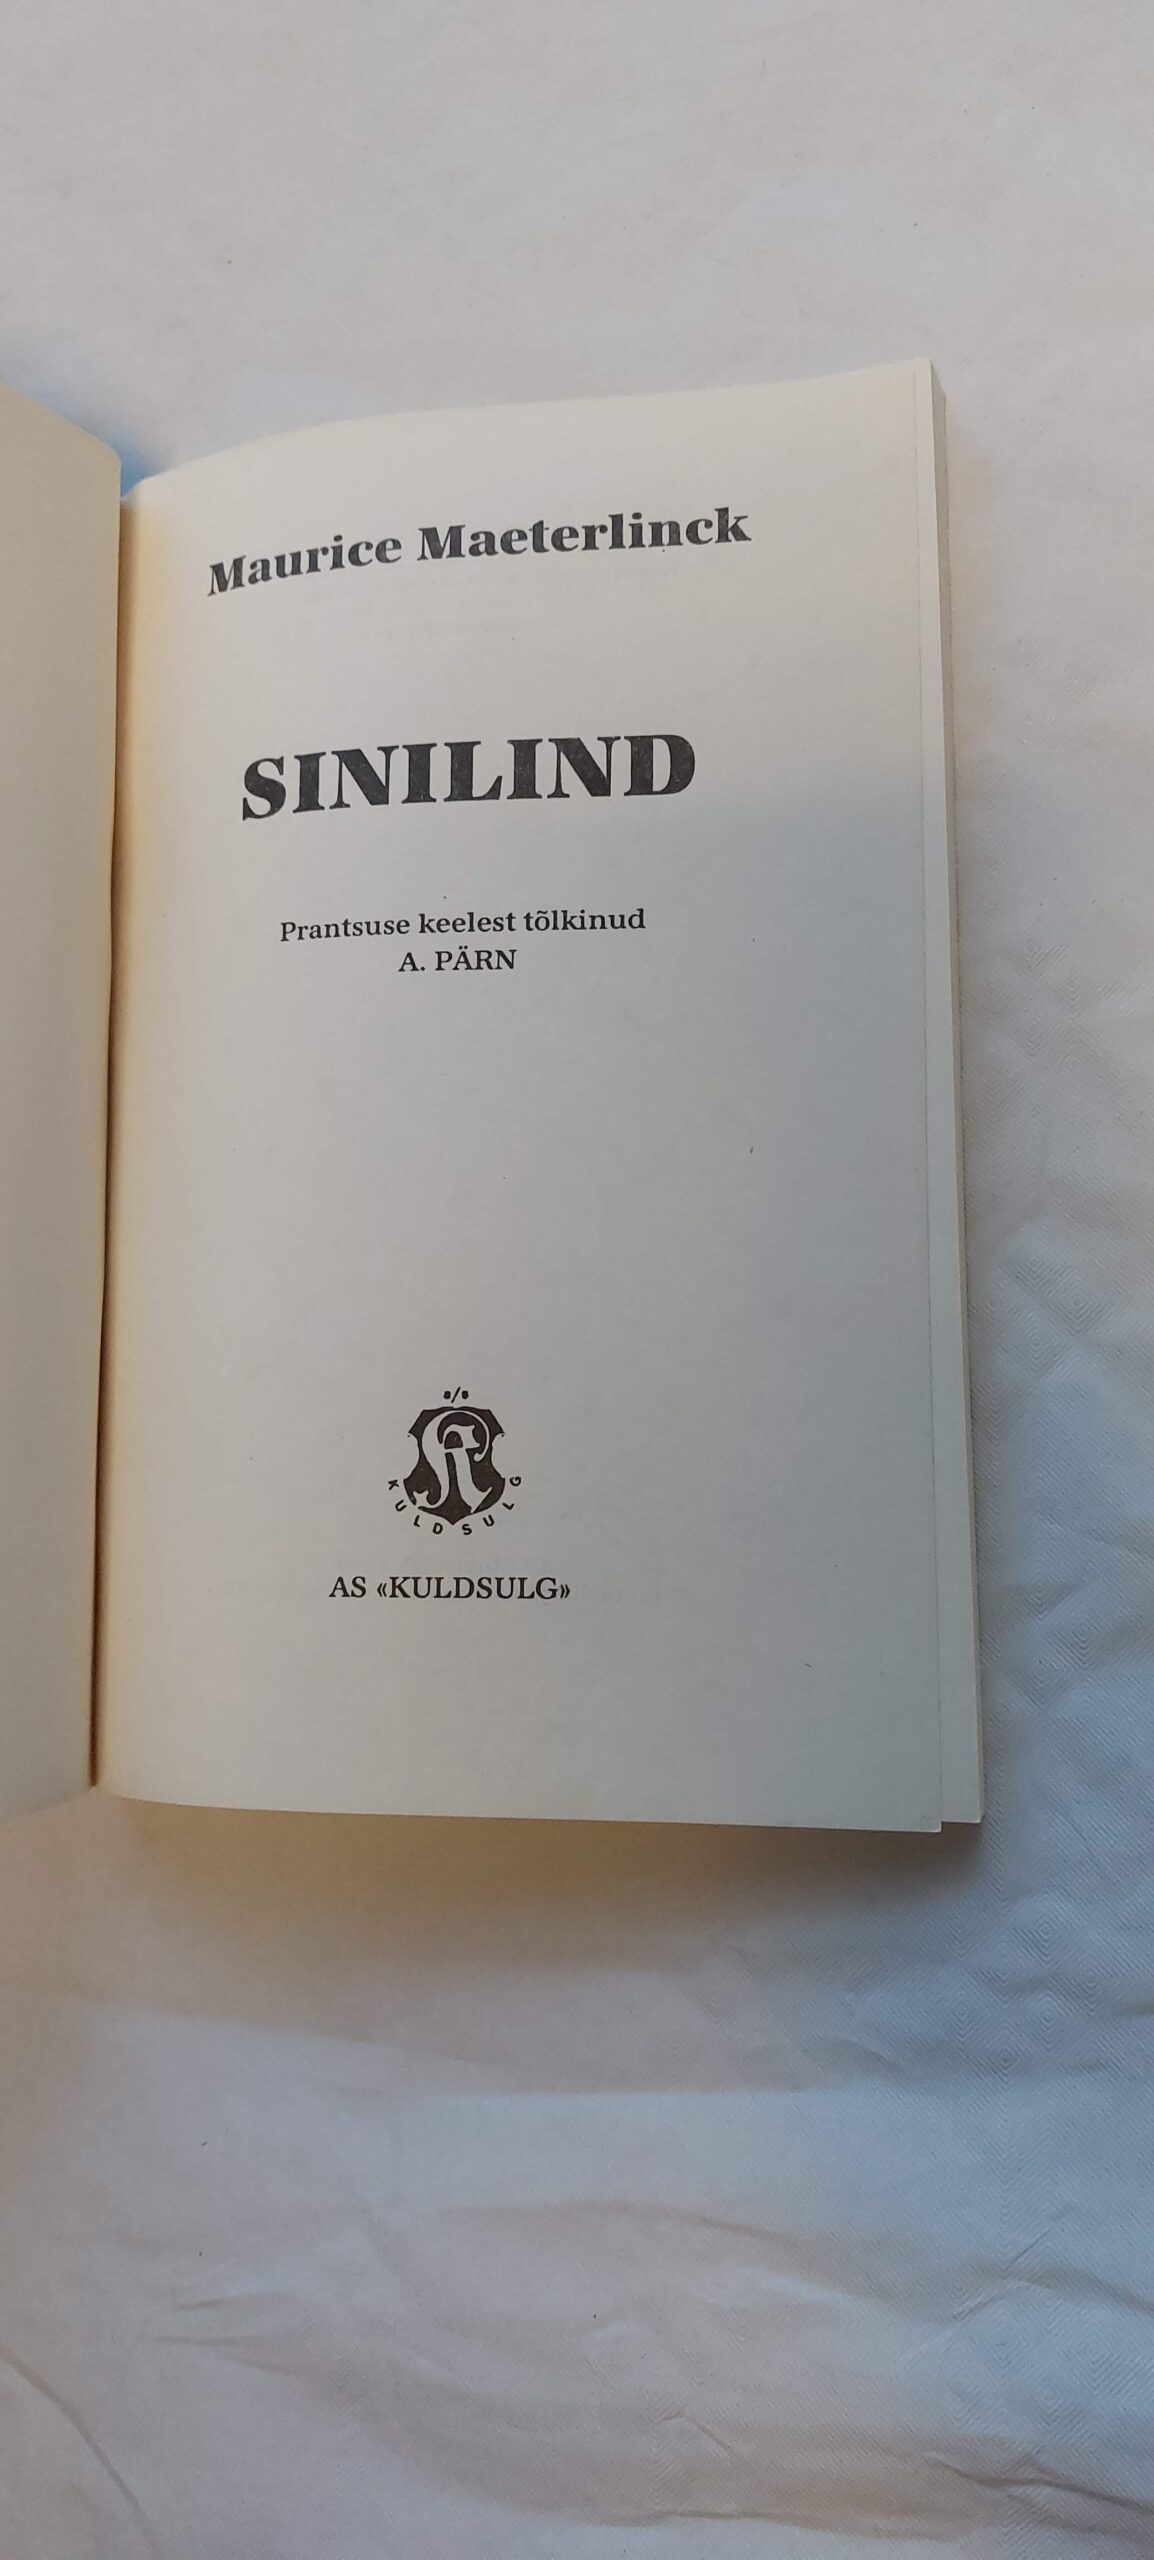 Maurice Maeterlinck
SINILIND
Prantsuse keelest tõlkinud
A. PÄRN
a/s
KULDSULG
AS «KULDSULG»